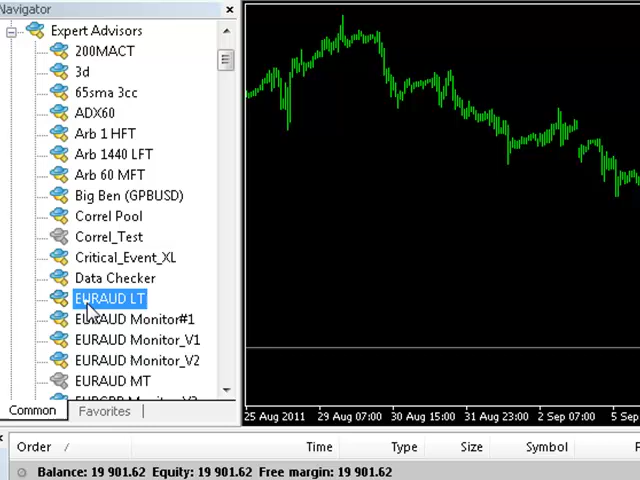 Navigator
Expert Advisors
200MACT
3d
65sma 3cc
ADX60
Arb 1 HFT
Arb 1440 LFT
Arb 60 MFT
Big Ben (GPBUSD)
Correl Pool
Correl_Test
Critical_Event_XL
Data Checker
EURAUD LT
EURAUD Monitor#1
EURAUD Monitor_V1
EURAUD Monitor_V2
EURAUD MT
Common Favorites
25 Aug 2011 29 Aug 07:00 30 Aug 15:00 31 Aug 23:00 2 Sep 07:00 5 Sep
Order / Time Type Size Symbol
Balance: 19 901.62 Equity: 19 901.62 Free margin: 19 901.62